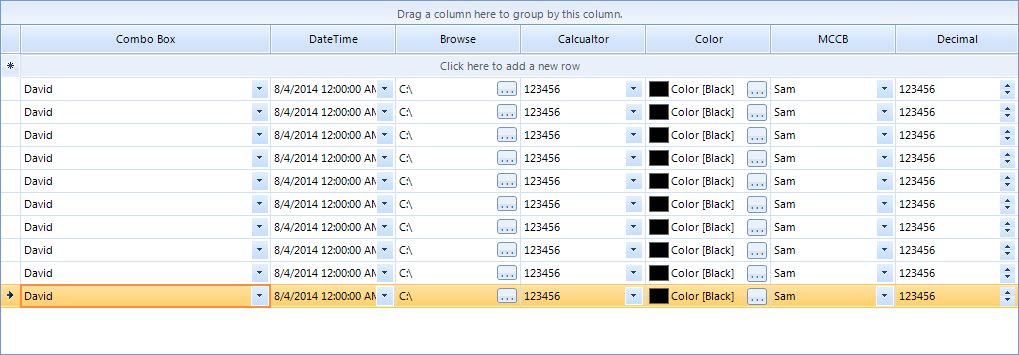 Drag a column here to group by this column.
Combo Box DateTime Browse Calcualtor Color MCCB Decimal
Click here to add a new row
David 8/4/2014 12:00:00 AM C:\ ... 123456 Color [Black] ... Sam 123456
David 8/4/2014 12:00:00 AM C:\ ... 123456 Color [Black] ... Sam 123456
David 8/4/2014 12:00:00 AM C:\ ... 123456 Color [Black] ... Sam 123456
David 8/4/2014 12:00:00 AM C:\ ... 123456 Color [Black] ... Sam 123456
David 8/4/2014 12:00:00 AM C:\ ... 123456 Color [Black] ... Sam 123456
David 8/4/2014 12:00:00 AM C:\ ... 123456 Color [Black] ... Sam 123456
David 8/4/2014 12:00:00 AM C:\ ... 123456 Color [Black] ... Sam 123456
David 8/4/2014 12:00:00 AM C:\ ... 123456 Color [Black] ... Sam 123456
David 8/4/2014 12:00:00 AM C:\ ... 123456 Color [Black] ... Sam 123456
David 8/4/2014 12:00:00 AM C:\ ... 123456 Color [Black] ... Sam 123456